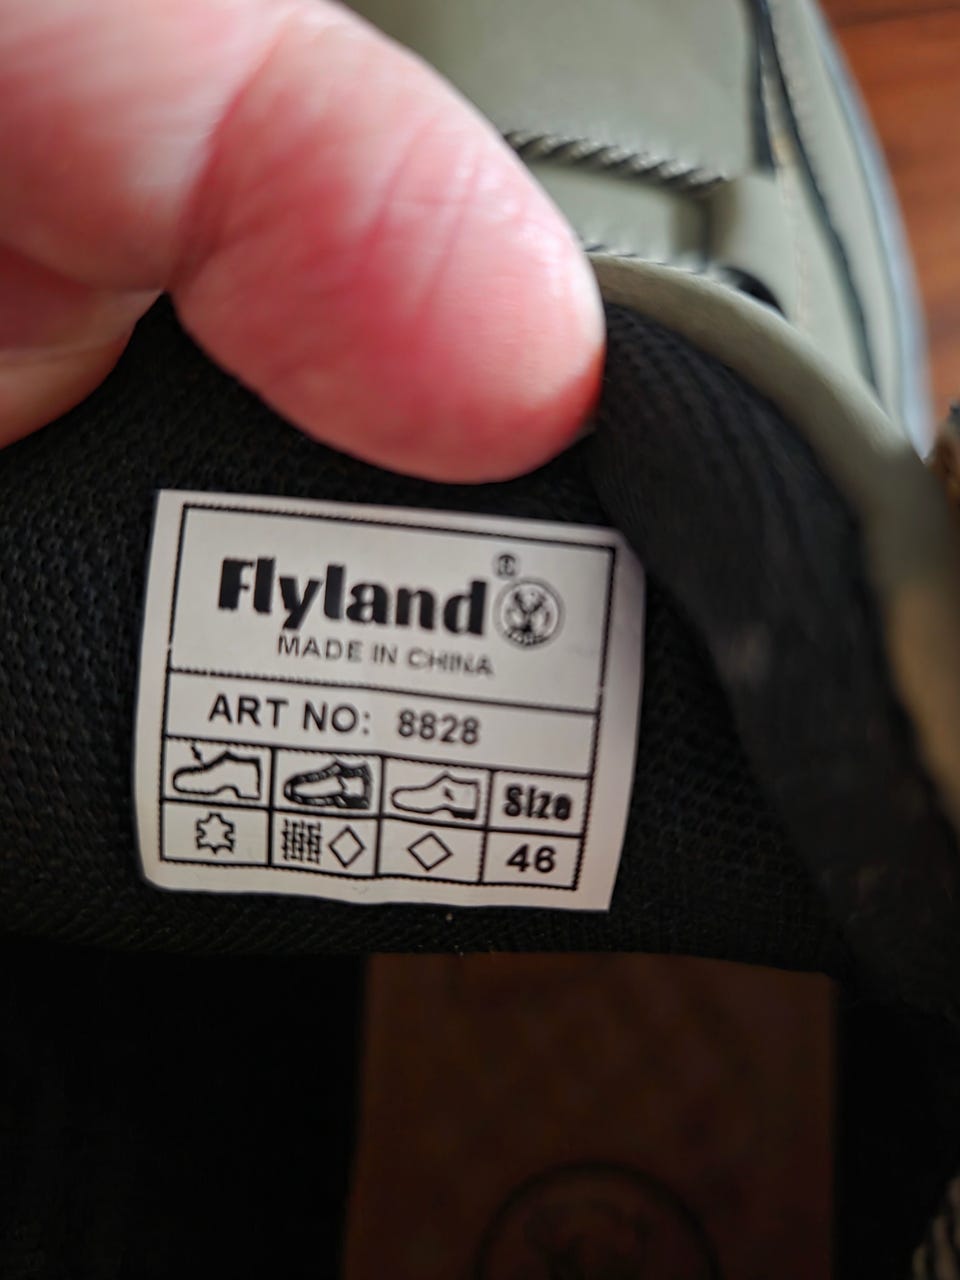 Flyland
MADE IN CHINA
ART NO: 8828
Size
46